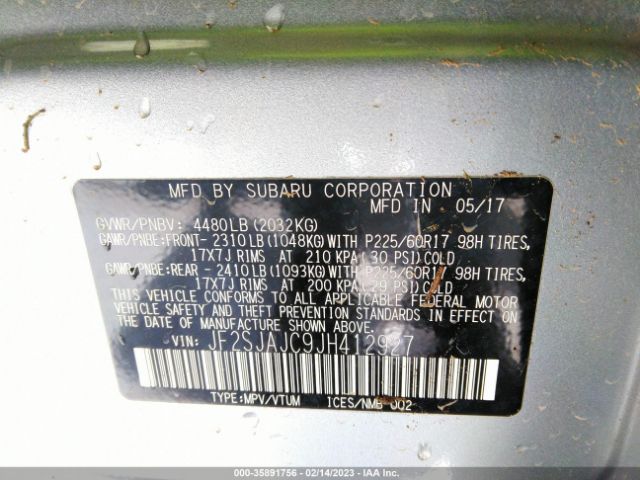 MFD BY SUBARU CORPORATION
MFD IN 05/17
GVWR/PNBV: 4480LB(2032KG)
GAWR/PNBE:FRONT- 2310LB(1048KG)WITH P225/60R17 98H TIRES,
17X7J RIMS AT 210 KPA(30 PSI)COLD
GAWR/PNBE:REAR - 2410LB(1093KG)WITH P225/60R17 98H TIRES,
17X7J RIMS AT 200 KPA(29 PSI)COLD
THIS VEHICLE CONFORMS TO ALL APPLICABLE FEDERAL MOTOR
VEHICLE SAFETY AND THEFT PREVENTION STANDARDS IN EFFECT
ON THE DATE OF MANUFACTURE SHOWN ABOVE.
VIN: JF2SJAJC9JH412927
TYPE:MPV/VTUM ICES/NMB-002
000-35891756 - 02/14/2023 - IAA Inc.